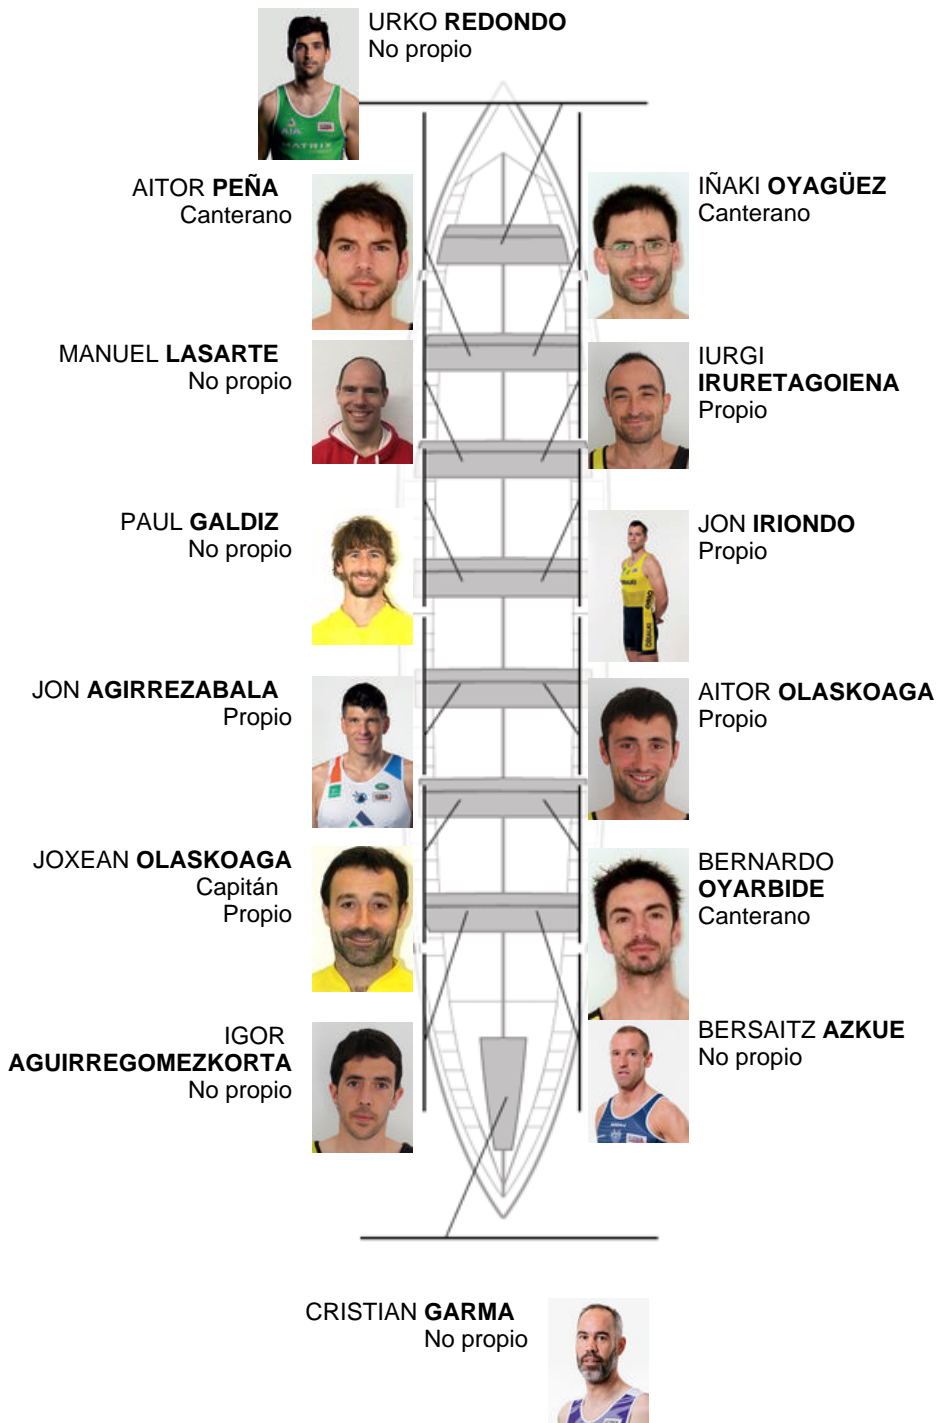 URKO REDONDO
No propio
AITOR PEÑA
Canterano
IÑAKI OYAGÜEZ
Canterano
MANUEL LASARTE
No propio
IURGI
IRURETAGOIENA
Propio
PAUL GALDIZ
No propio
JON IRIONDO
Propio
JON AGIRREZABALA
Propio
AITOR OLASKOAGA
Propio
JOXEAN OLASKOAGA
Capitán
Propio
BERNARDO
OYARBIDE
Canterano
IGOR
AGUIRREGOMEZKORTA
No propio
BERSAITZ AZKUE
No propio
CRISTIAN GARMA
No propio
MATRIX